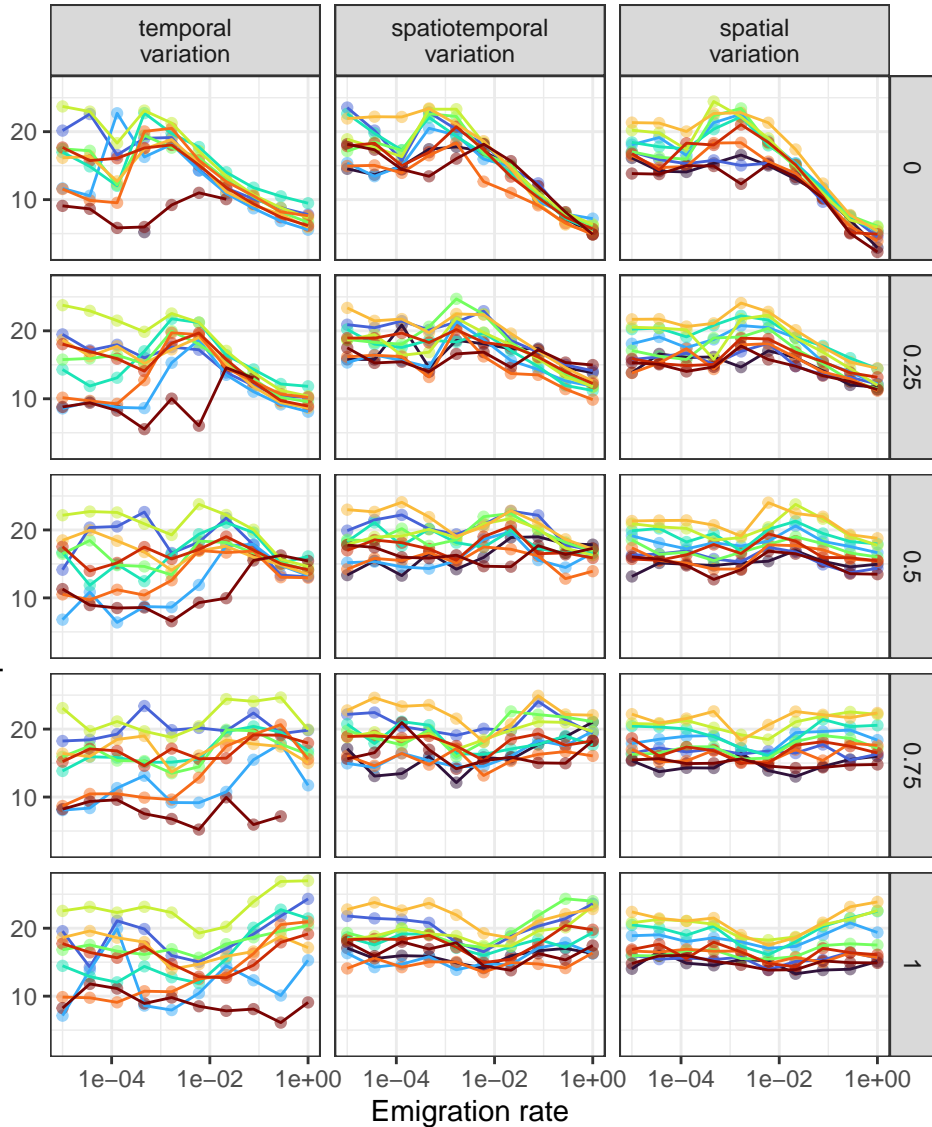 temporal
variation
spatiotemporal
variation
spatial
variation
20
10
0
20
10
0.25
20
10
0.5
20
10
0.75
20
10
1
1e−04 1e−02 1e+00 1e−04 1e−02 1e+00 1e−04 1e−02 1e+00
Emigration rate